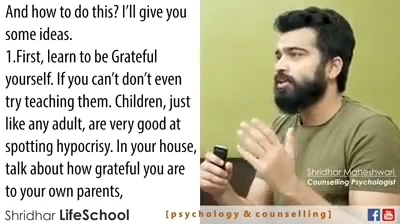 And how to do this? I'll give you
some ideas.
1.First, learn to be Grateful
yourself. If you can't don't even
try teaching them. Children, just
like any adult, are very good at
spotting hypocrisy. In your house,
talk about how grateful you are
to your own parents,
Shridhar Maheshwari
Counselling Psychologist
Shridhar LifeSchool
[psychology & counselling]